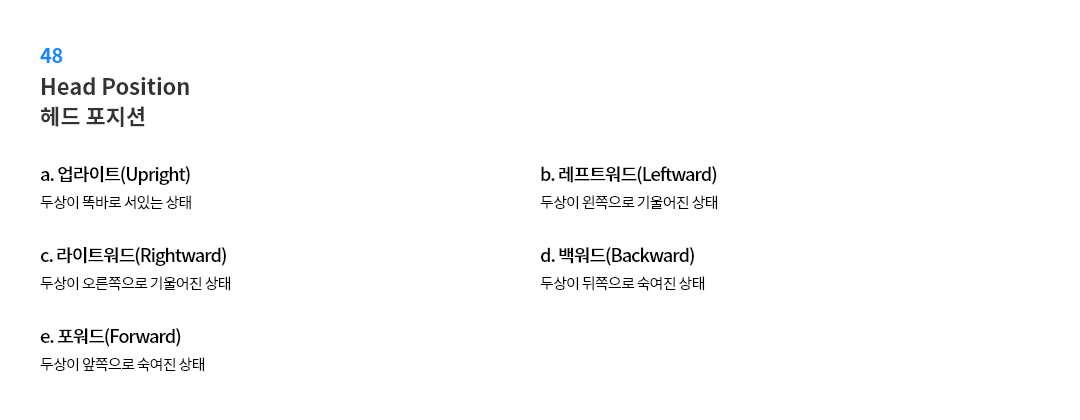 48
Head Position
헤드 포지션
a. 업라이트(Upright)
두상이 똑바로 서있는 상태
b. 레프트워드(Leftward)
두상이 왼쪽으로 기울어진 상태
c. 라이트워드(Rightward)
두상이 오른쪽으로 기울어진 상태
d. 백워드(Backward)
두상이 뒤쪽으로 숙여진 상태
e. 포워드(Forward)
두상이 앞쪽으로 숙여진 상태